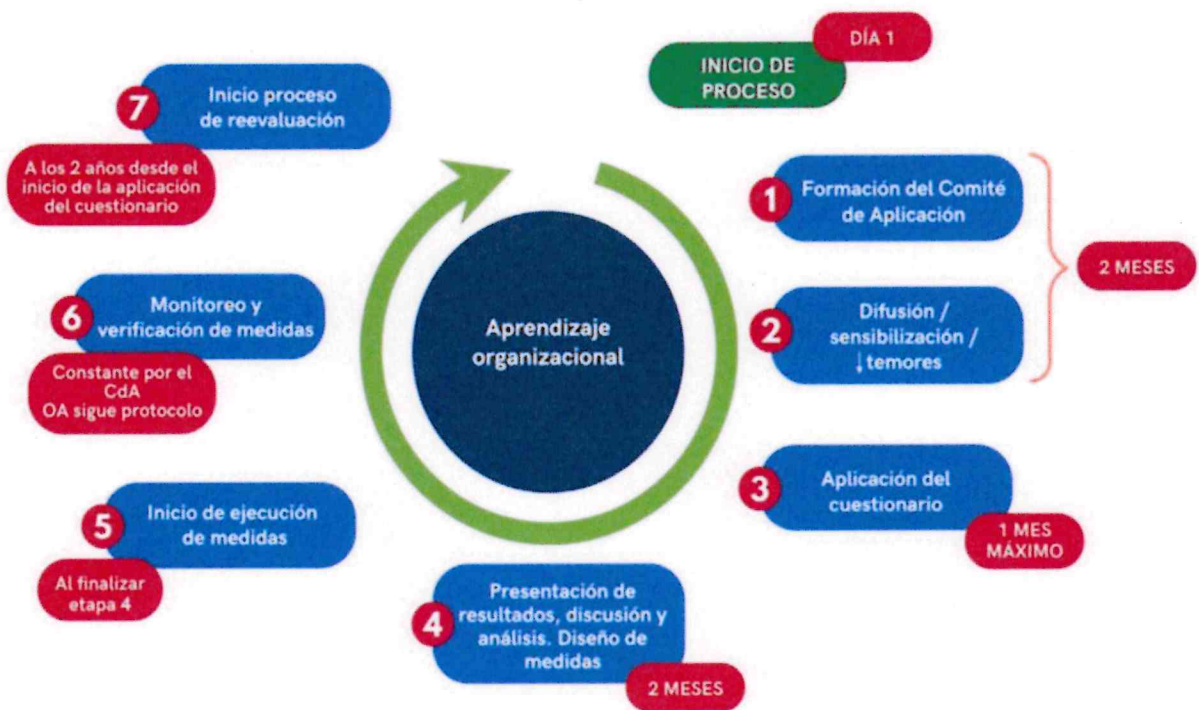 DÍA 1
INICIO DE
PROCESO
1
Formación del Comité
de Aplicación
2 MESES
2
Difusión /
sensibilización /
↓temores
3
Aplicación del
cuestionario
1 MES
MÁXIMO
4
Presentación de
resultados, discusión y
análisis. Diseño de
medidas
2 MESES
5
Inicio de ejecución
de medidas
Al finalizar
etapa 4
6
Monitoreo y
verificación de medidas
Constante por el
CdA
OA sigue protocolo
7
Inicio proceso
de reevaluación
A los 2 años desde el
inicio de la aplicación
del cuestionario
Aprendizaje
organizacional